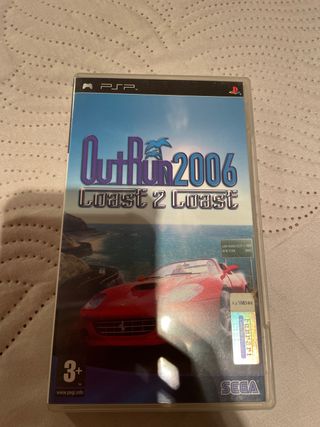 PSP
OutRun2006
Coast 2 Coast
3+
www.pegi.info
SEGA